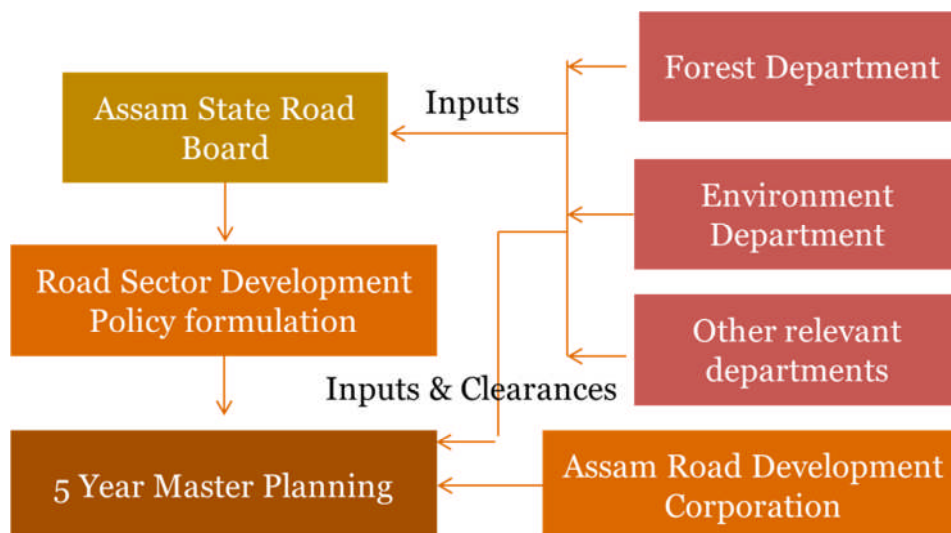 Forest Department
Assam State Road
Board
Inputs
Environment
Department
Road Sector Development
Policy formulation
Other relevant
departments
Inputs & Clearances
5 Year Master Planning
Assam Road Development
Corporation